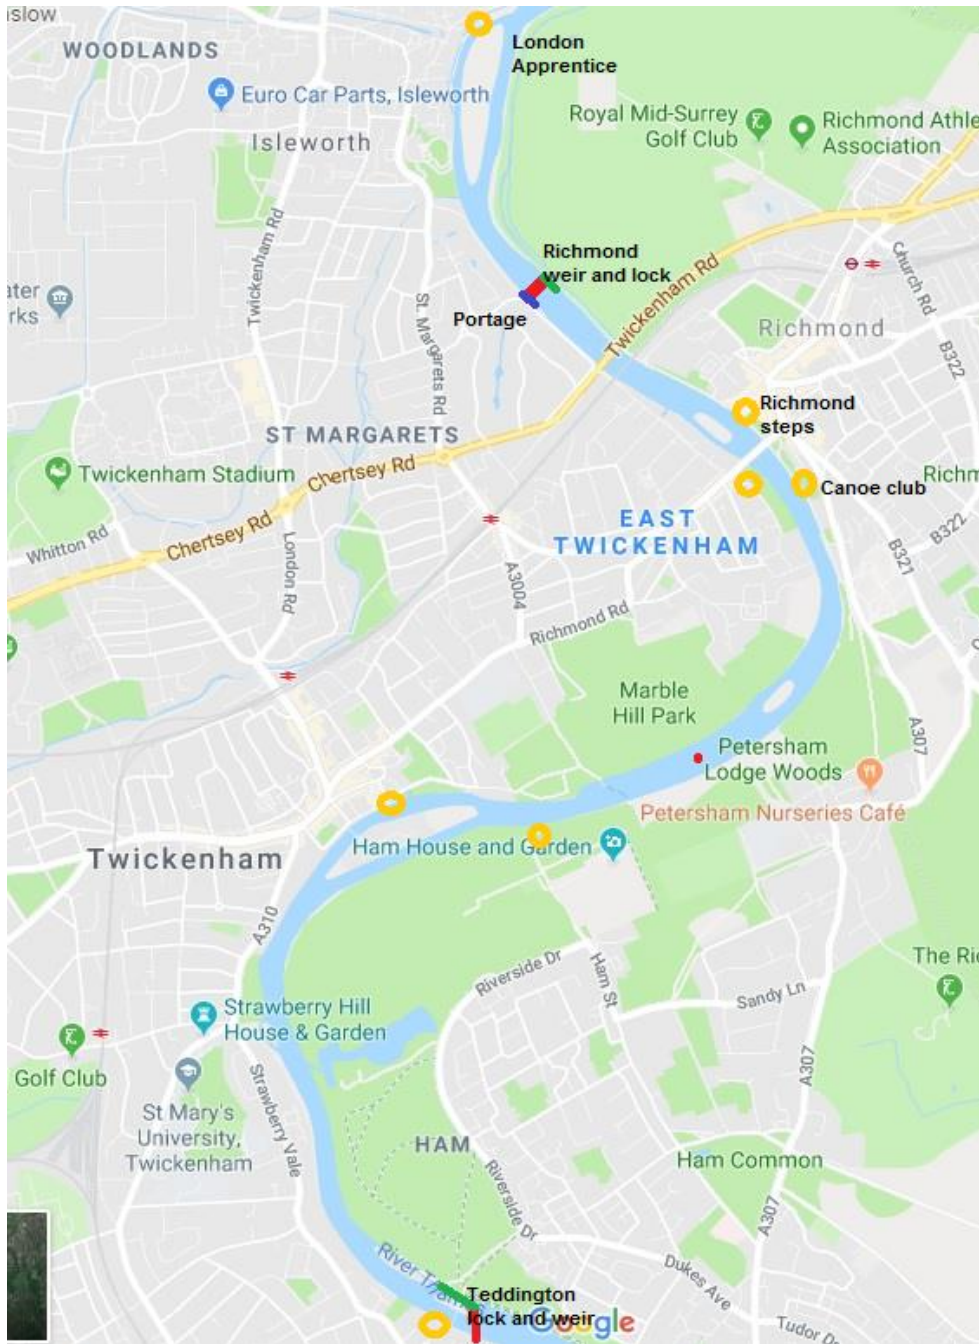 slow
WOODLANDS
London
Apprentice
Euro Car Parts, Isleworth
Isleworth
Royal Mid-Surrey
Golf Club
Richmond Athle
Association
Twickenham Rd
Richmond
weir and lock
Twickenham Rd
Church Rd
ater
rks
Portage
St. Margarets Rd
Richmond
B322
Richmond
steps
ST MARGARETS
Twickenham Stadium
Chertsey Rd
Richm
Canoe club
EAST
TWICKENHAM
Chertsey Rd
Whitton Rd
London Rd
B322
B321
A3004
Richmond Rd
Marble
Hill Park
A307
Petersham
Lodge Woods
Petersham Nurseries Café
Ham House and Garden
Twickenham
A310
Riverside Dr
Ham St
Sandy Ln
The Ri
Strawberry Hill
House & Garden
Golf Club
A307
St Mary's
University,
Twickenham
Strawberry Vale
HAM
Riverside Dr
Ham Common
A307
River Tham
Dukes Ave
Teddington
lock and weir
Google
Tudor D